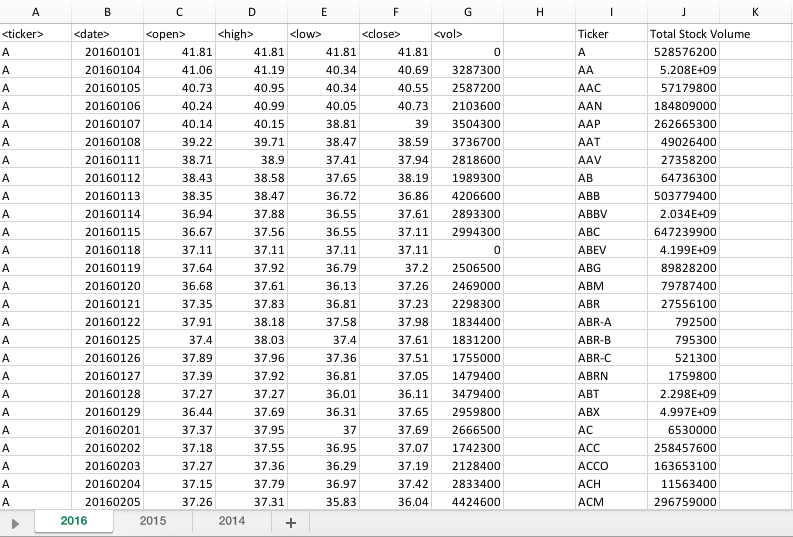 A B C D E F G H I J K
<ticker> <date> <open> <high> <low> <close> <vol> Ticker Total Stock Volume
A 20160101 41.81 41.81 41.81 41.81 0 A 528576200
A 20160104 41.06 41.19 40.34 40.69 3287300 AA 5.208E+09
A 20160105 40.73 40.95 40.34 40.55 2587200 AAC 57179800
A 20160106 40.24 40.99 40.05 40.73 2103600 AAN 184809000
A 20160107 40.14 40.15 38.81 39 3504300 AAP 262665300
A 20160108 39.22 39.71 38.47 38.59 3736700 AAT 49026400
A 20160111 38.71 38.9 37.41 37.94 2818600 AAV 27358200
A 20160112 38.43 38.58 37.65 38.19 1989300 AB 64736300
A 20160113 38.35 38.47 36.72 36.86 4206600 ABB 503779400
A 20160114 36.94 37.88 36.55 37.61 2893300 ABBV 2.034E+09
A 20160115 36.67 37.56 36.55 37.11 2994300 ABC 647239900
A 20160118 37.11 37.11 37.11 37.11 0 ABEV 4.199E+09
A 20160119 37.64 37.92 36.79 37.2 2506500 ABG 89828200
A 20160120 36.68 37.61 36.13 37.26 2469000 ABM 79787400
A 20160121 37.35 37.83 36.81 37.23 2298300 ABR 27556100
A 20160122 37.91 38.18 37.58 37.98 1834400 ABR-A 792500
A 20160125 37.4 38.03 37.4 37.61 1831200 ABR-B 795300
A 20160126 37.89 37.96 37.36 37.51 1755000 ABR-C 521300
A 20160127 37.39 37.92 36.81 37.05 1479400 ABRN 1759800
A 20160128 37.27 37.27 36.01 36.11 3479400 ABT 2.298E+09
A 20160129 36.44 37.69 36.31 37.65 2959800 ABX 4.997E+09
A 20160201 37.37 37.95 37 37.69 2666500 AC 6530000
A 20160202 37.18 37.55 36.95 37.07 1742300 ACC 258457600
A 20160203 37.27 37.36 36.29 37.19 2128400 ACCO 163653100
A 20160204 37.15 37.79 36.97 37.42 2833400 ACH 11563400
A 20160205 37.26 37.31 35.83 36.04 4424600 ACM 296759000
2016 2015 2014 +